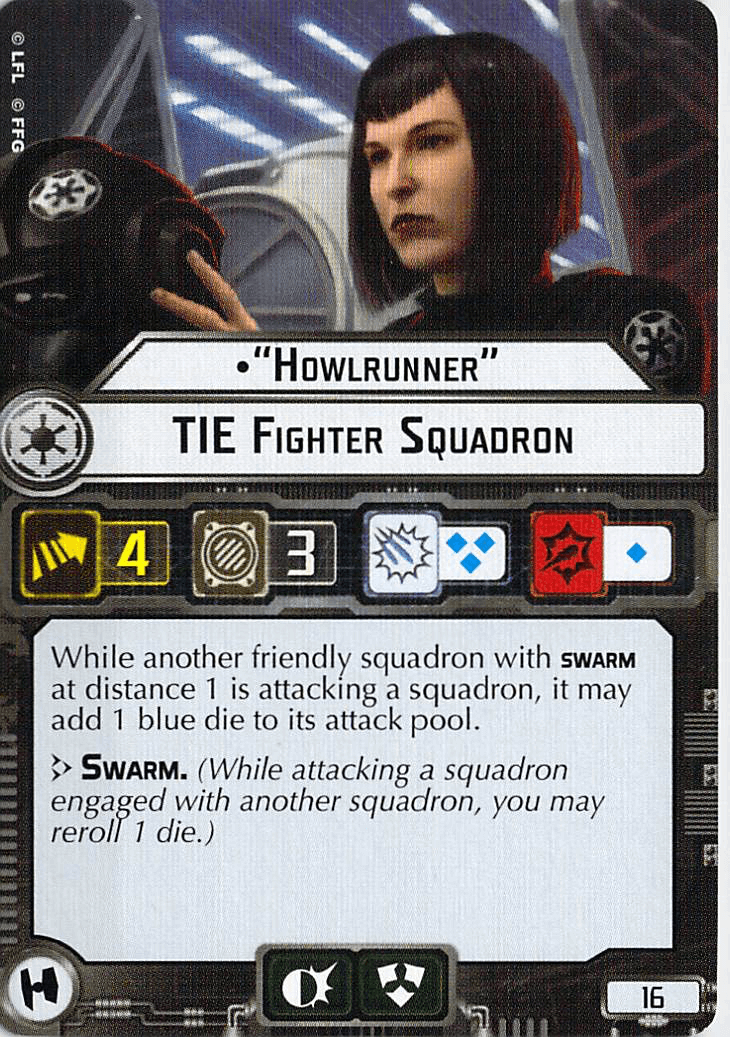 © LFL © FFG
•"Howlrunner"
TIE Fighter Squadron
4
3
While another friendly squadron with SWARM
at distance 1 is attacking a squadron, it may
add 1 blue die to its attack pool.
Swarm. (While attacking a squadron
engaged with another squadron, you may
reroll 1 die.)
16